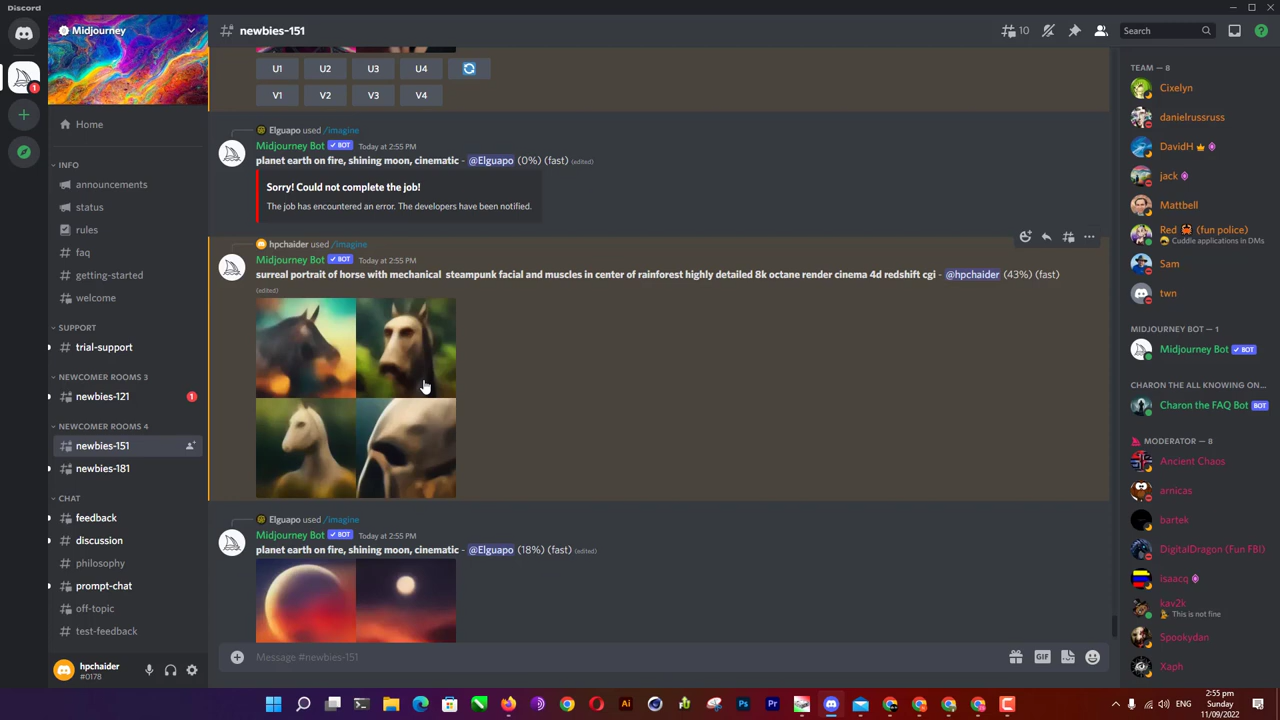 Discord
Midjourney
newbies-151
10
Search
1
Home
INFO
announcements
status
rules
faq
getting-started
welcome
SUPPORT
trial-support
NEWCOMER ROOMS 3
newbies-121
1
NEWCOMER ROOMS 4
newbies-151
newbies-181
CHAT
feedback
discussion
philosophy
prompt-chat
off-topic
test-feedback
hpchaider
#0178
U1 U2 U3 U4
V1 V2 V3 V4
Elguapo used /imagine
Midjourney Bot ✓ BOT Today at 2:55 PM
planet earth on fire, shining moon, cinematic - @Elguapo (0%) (fast) (edited)
Sorry! Could not complete the job!
The job has encountered an error. The developers have been notified.
hpchaider used /imagine
Midjourney Bot ✓ BOT Today at 2:55 PM
surreal portrait of horse with mechanical steampunk facial and muscles in center of rainforest highly detailed 8k octane render cinema 4d redshift cgi - @hpchaider (43%) (fast)
(edited)
Elguapo used /imagine
Midjourney Bot ✓ BOT Today at 2:55 PM
planet earth on fire, shining moon, cinematic - @Elguapo (18%) (fast) (edited)
Message #newbies-151
GIF
TEAM — 8
Cixelyn
danielrussruss
DavidH
jack
Mattbell
Red (fun police)
Cuddle applications in DMs
Sam
twn
MIDJOURNEY BOT — 1
Midjourney Bot ✓ BOT
CHARON THE ALL KNOWING ON...
Charon the FAQ Bot BOT
MODERATOR — 8
Ancient Chaos
arnicas
bartek
DigitalDragon (Fun FBI)
isaacq
kav2k
This is not fine
Spookydan
Xaph
Ai
Ps
Pr
ENG
2:55 pm
Sunday
11/09/2022